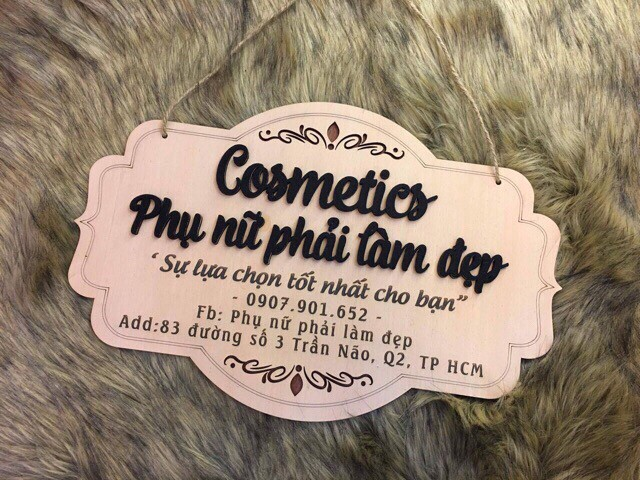 Cosmetics
Phụ nữ phải làm đẹp
‘Sự lựa chọn tốt nhất cho bạn”
- 0907.901.652 -
Fb: Phụ nữ phải làm đẹp
Add:83 đường số 3 Trần Não, Q2, TP HCM